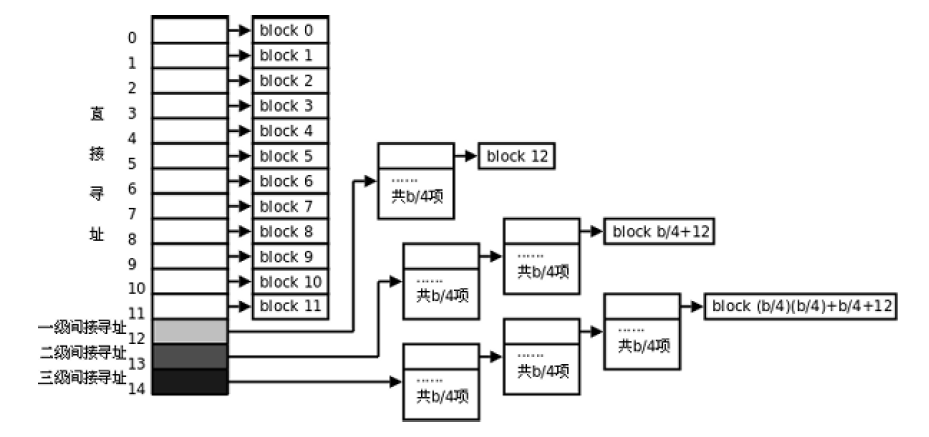 0
block 0
1
block 1
2
block 2
直
3
block 3
4
block 4
接
5
block 5
block 12
6
block 6
……
共b/4项
寻
7
block 7
址
8
block 8
block b/4+12
9
block 9
10
block 10
……
共b/4项
……
共b/4项
11
block 11
block (b/4)(b/4)+b/4+12
一级间接寻址
12
二级间接寻址
13
三级间接寻址
14
……
共b/4项
……
共b/4项
……
共b/4项